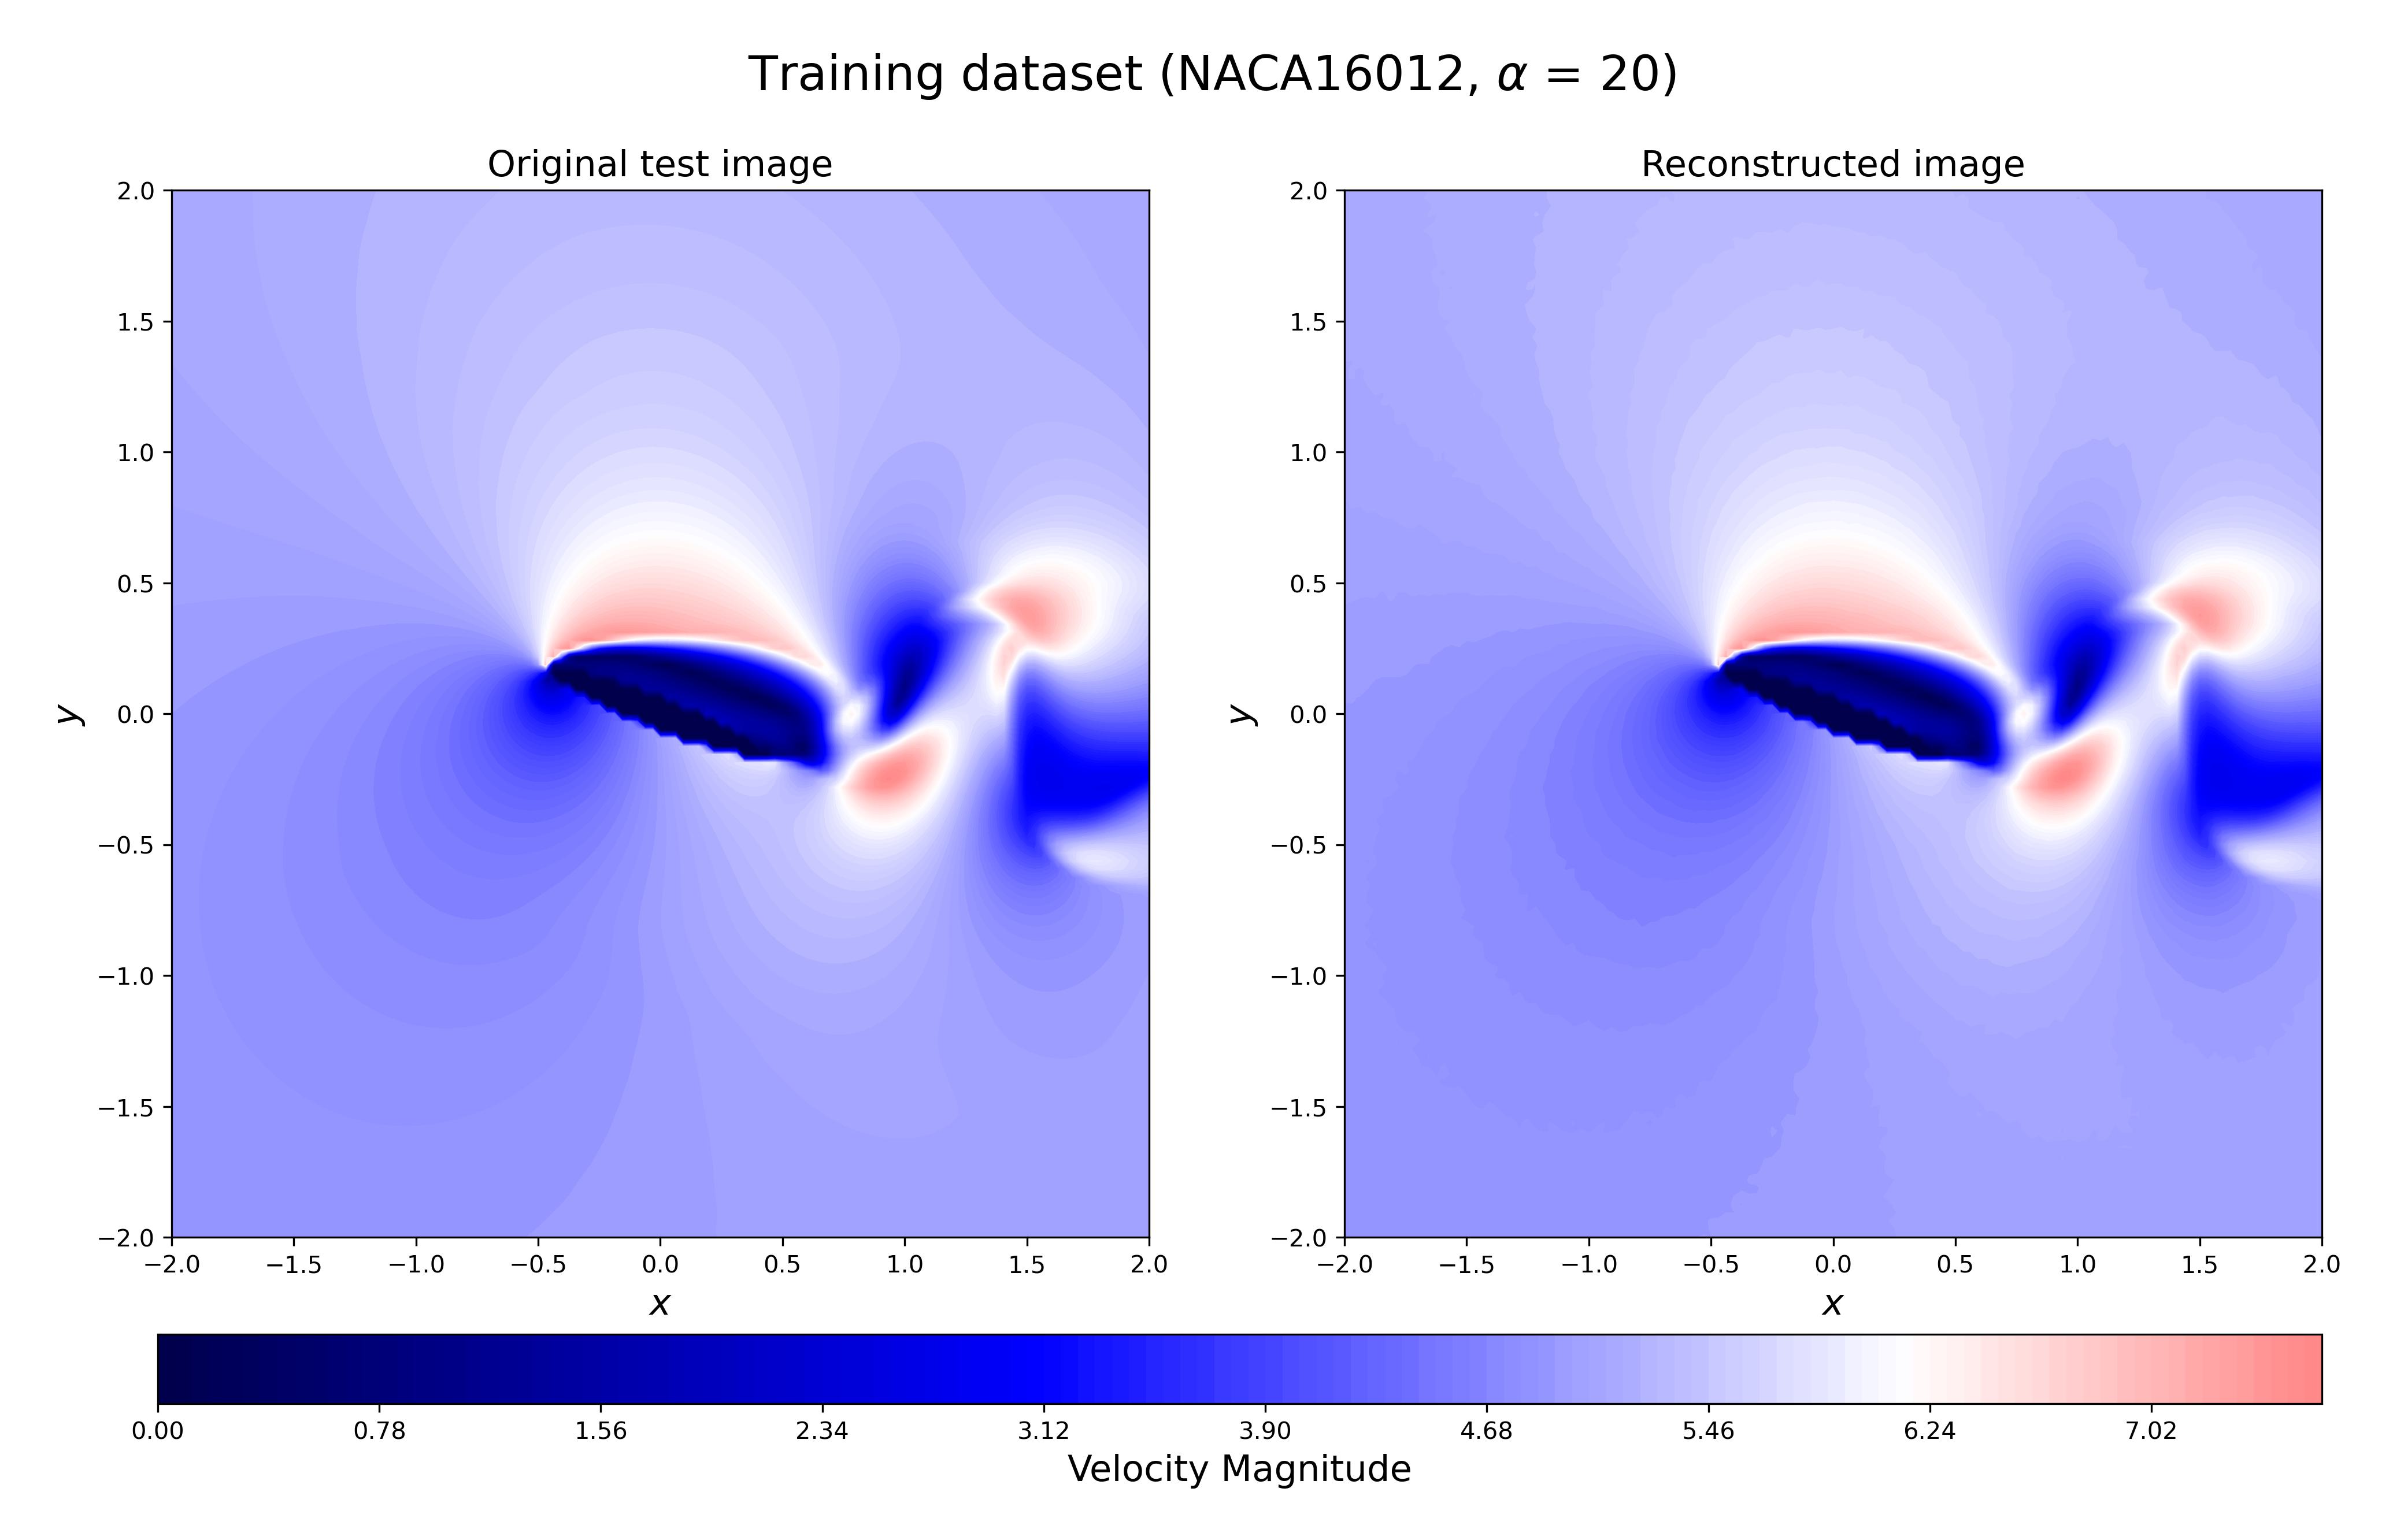 Training dataset (NACA16012, α = 20)
Original test image
Reconstructed image
2.0
1.5
1.0
0.5
0.0
−0.5
−1.0
−1.5
−2.0
y
−2.0 −1.5 −1.0 −0.5 0.0 0.5 1.0 1.5 2.0
x
2.0
1.5
1.0
0.5
0.0
−0.5
−1.0
−1.5
−2.0
y
−2.0 −1.5 −1.0 −0.5 0.0 0.5 1.0 1.5 2.0
x
0.00 0.78 1.56 2.34 3.12 3.90 4.68 5.46 6.24 7.02
Velocity Magnitude